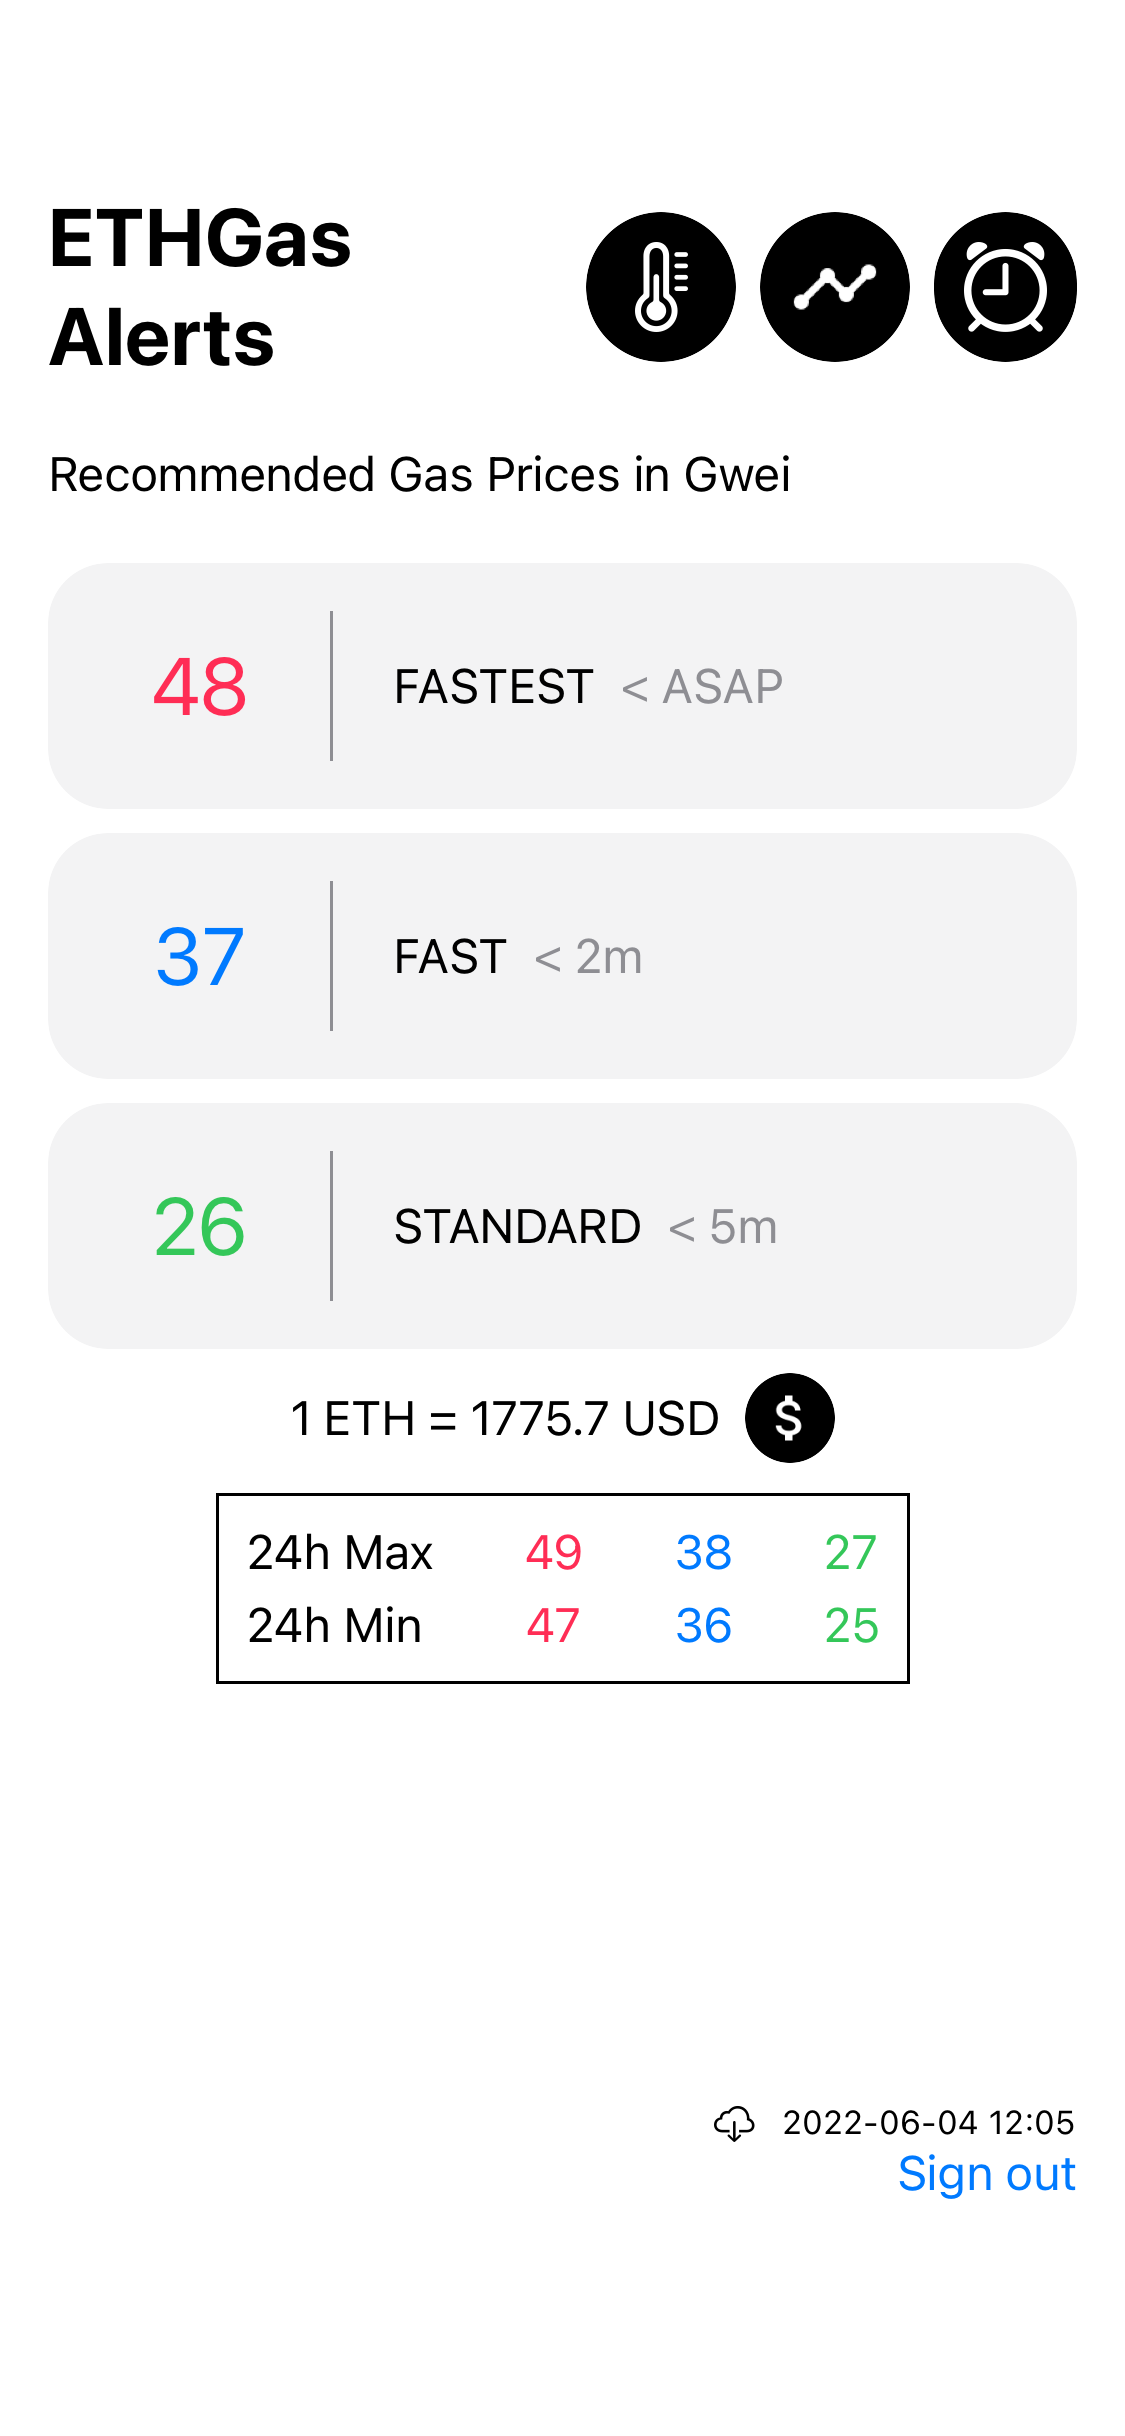 ETHGas
Alerts
Recommended Gas Prices in Gwei
48 FASTEST < ASAP
37 FAST < 2m
26 STANDARD < 5m
1 ETH = 1775.7 USD $
24h Max 49 38 27
24h Min 47 36 25
2022-06-04 12:05
Sign out